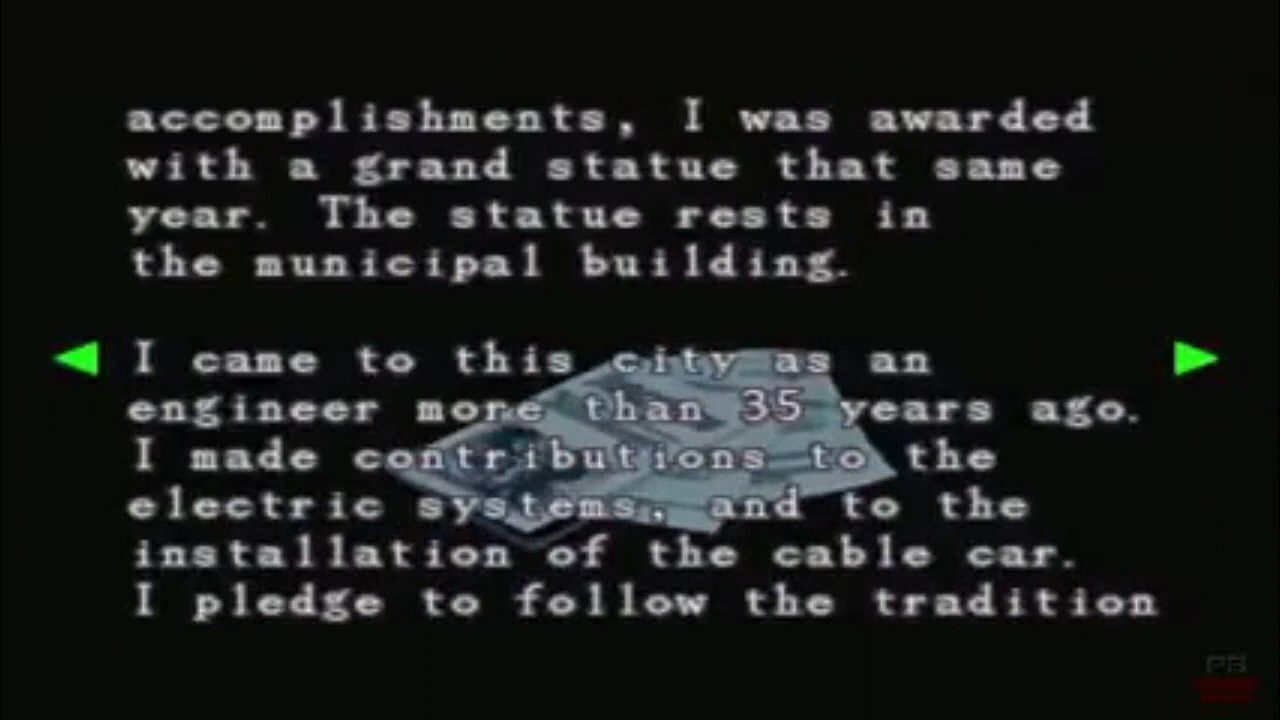 accomplishments, I was awarded
with a grand statue that same
year. The statue rests in
the municipal building.
I came to this city as an
engineer more than 35 years ago.
I made contributions to the
electric systems, and to the
installation of the cable car.
I pledge to follow the tradition